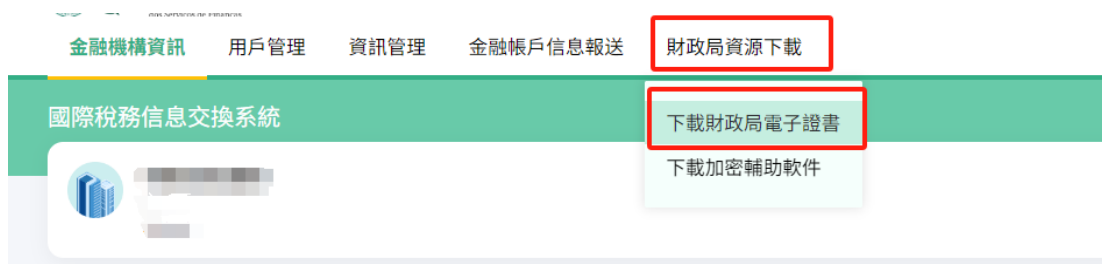 金融機構資訊 用戶管理 資訊管理 金融帳戶信息報送 財政局資源下載
國際稅務信息交換系統
下載財政局電子證書
下載加密輔助軟件